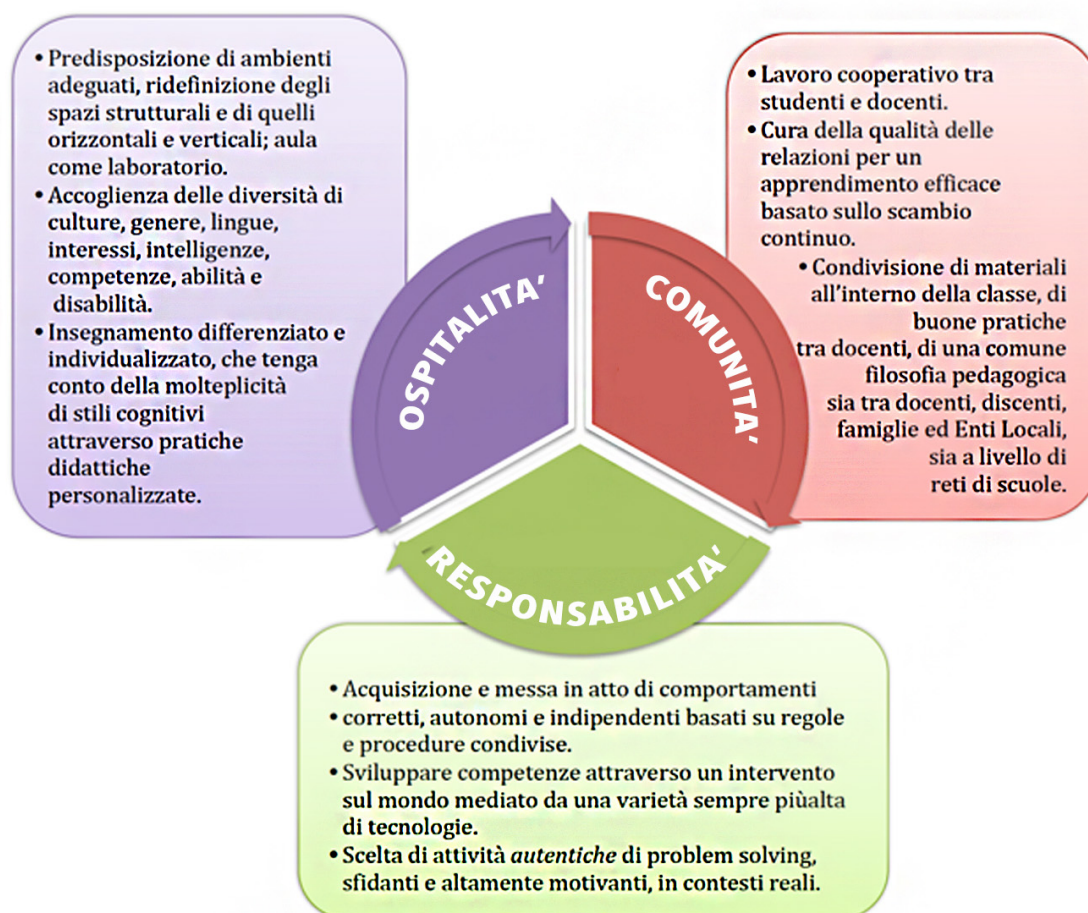 • Predisposizione di ambienti
adeguati, ridefinizione degli
spazi strutturali e di quelli
orizzontali e verticali; aula
come laboratorio.
• Accoglienza delle diversità di
culture, genere, lingue,
interessi, intelligenze,
competenze, abilità e
disabilità.
• Insegnamento differenziato e
individualizzato, che tenga
conto della molteplicità
di stili cognitivi
attraverso pratiche
didattiche
personalizzate.
• Lavoro cooperativo tra
studenti e docenti.
• Cura della qualità delle
relazioni per un
apprendimento efficace
basato sullo scambio
continuo.
• Condivisione di materiali
all'interno della classe, di
buone pratiche
tra docenti, di una comune
filosofia pedagogica
sia tra docenti, discenti,
famiglie ed Enti Locali,
sia a livello di
reti di scuole.
OSPITALITA'
COMUNITA'
RESPONSABILITA'
• Acquisizione e messa in atto di comportamenti
• corretti, autonomi e indipendenti basati su regole
e procedure condivise.
• Sviluppare competenze attraverso un intervento
sul mondo mediato da una varietà sempre piùalta
di tecnologie.
• Scelta di attività autentiche di problem solving,
sfidanti e altamente motivanti, in contesti reali.